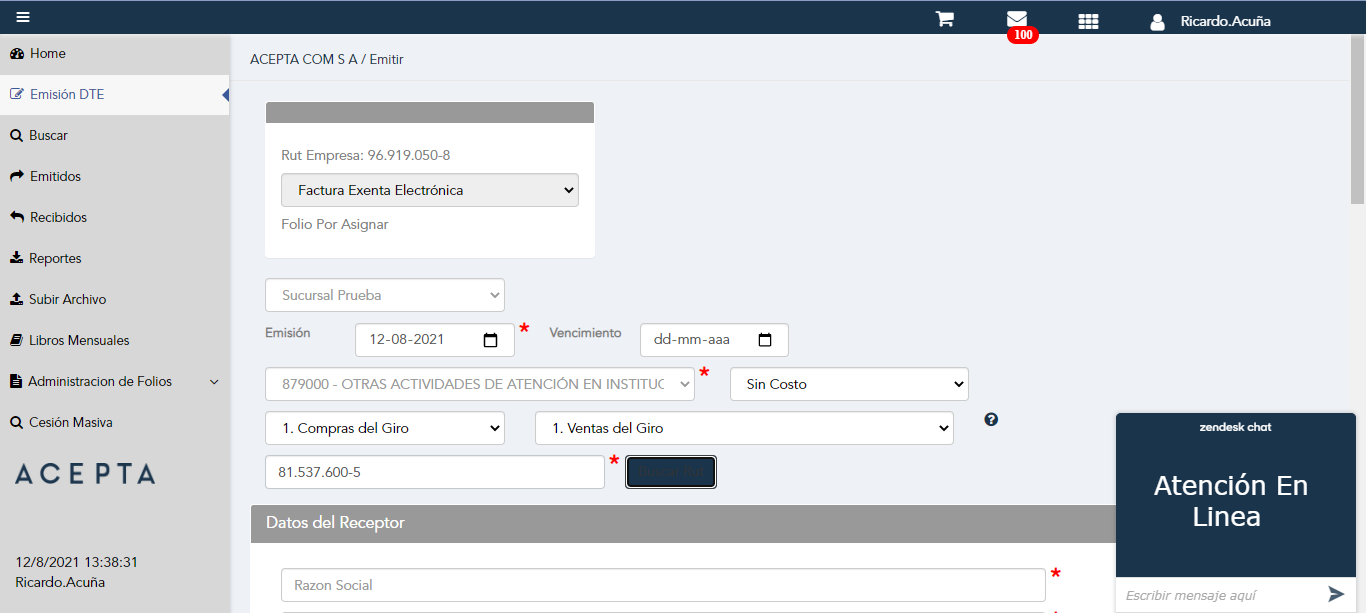 Ricardo.Acuña
100
Home
Emisión DTE
Buscar
Emitidos
Recibidos
Reportes
Subir Archivo
Libros Mensuales
Administracion de Folios
Cesión Masiva
ACEPTA
12/8/2021 13:38:31
Ricardo.Acuña
ACEPTA COM S A / Emitir
Rut Empresa: 96.919.050-8
Factura Exenta Electrónica
Folio Por Asignar
Sucursal Prueba
Emisión 12-08-2021 * Vencimiento dd-mm-aaa
879000 - OTRAS ACTIVIDADES DE ATENCIÓN EN INSTITUC * Sin Costo
1. Compras del Giro 1. Ventas del Giro
81.537.600-5 *
Datos del Receptor
Razon Social *
zendesk chat
Atención En
Linea
Escribir mensaje aquí